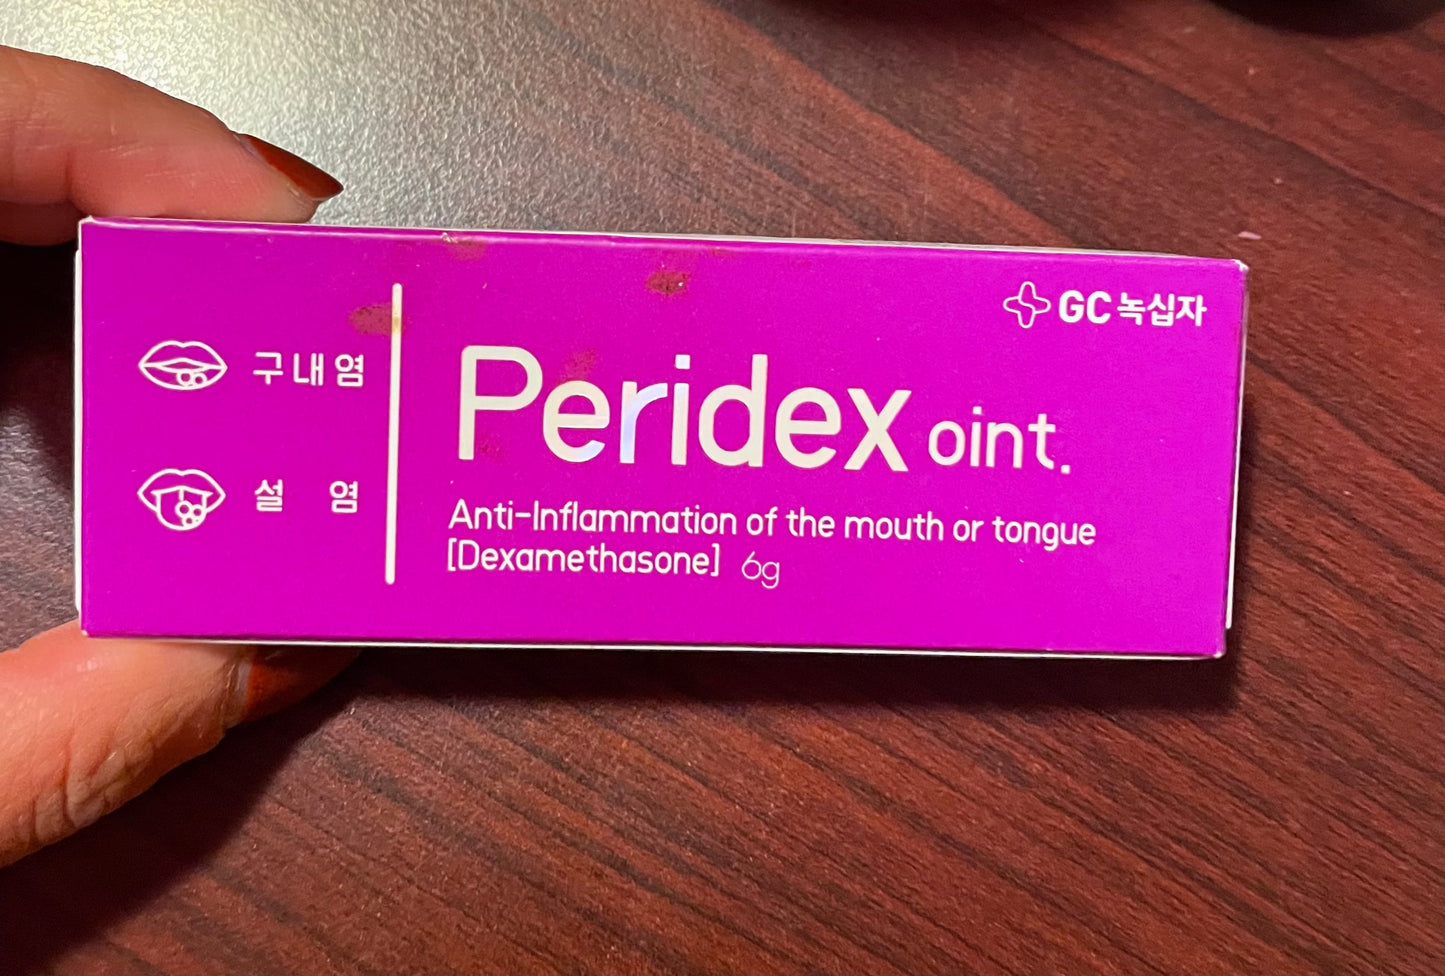 구내염
설 염
GC 녹십자
Peridex oint.
Anti-Inflammation of the mouth or tongue
[Dexamethasone] 6g